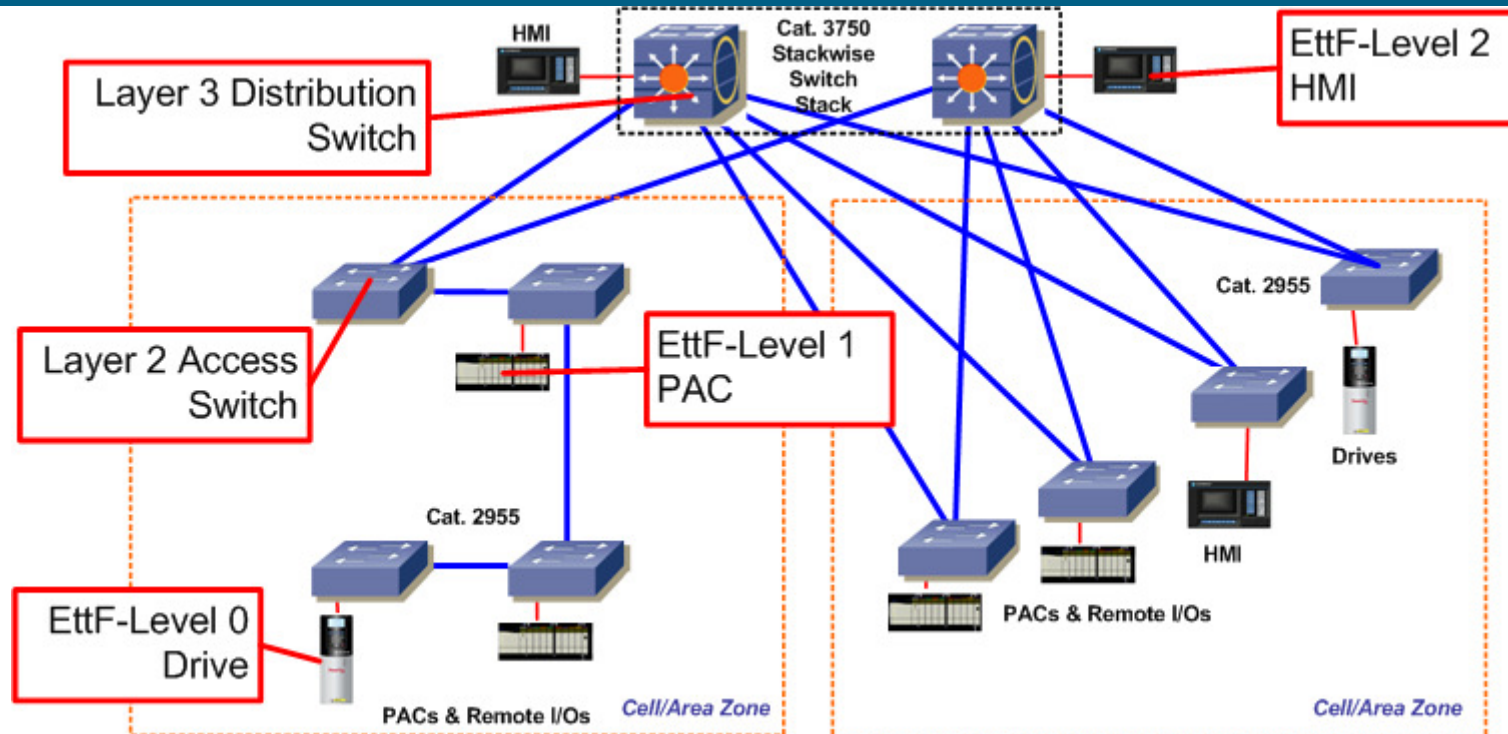 HMI
Cat. 3750
Stackwise
Switch
Stack
EttF-Level 2
HMI
Layer 3 Distribution
Switch
Layer 2 Access
Switch
EttF-Level 1
PAC
Cat. 2955
Drives
HMI
Cat. 2955
PACs & Remote I/Os
EttF-Level 0
Drive
PACs & Remote I/Os
Cell/Area Zone
Cell/Area Zone